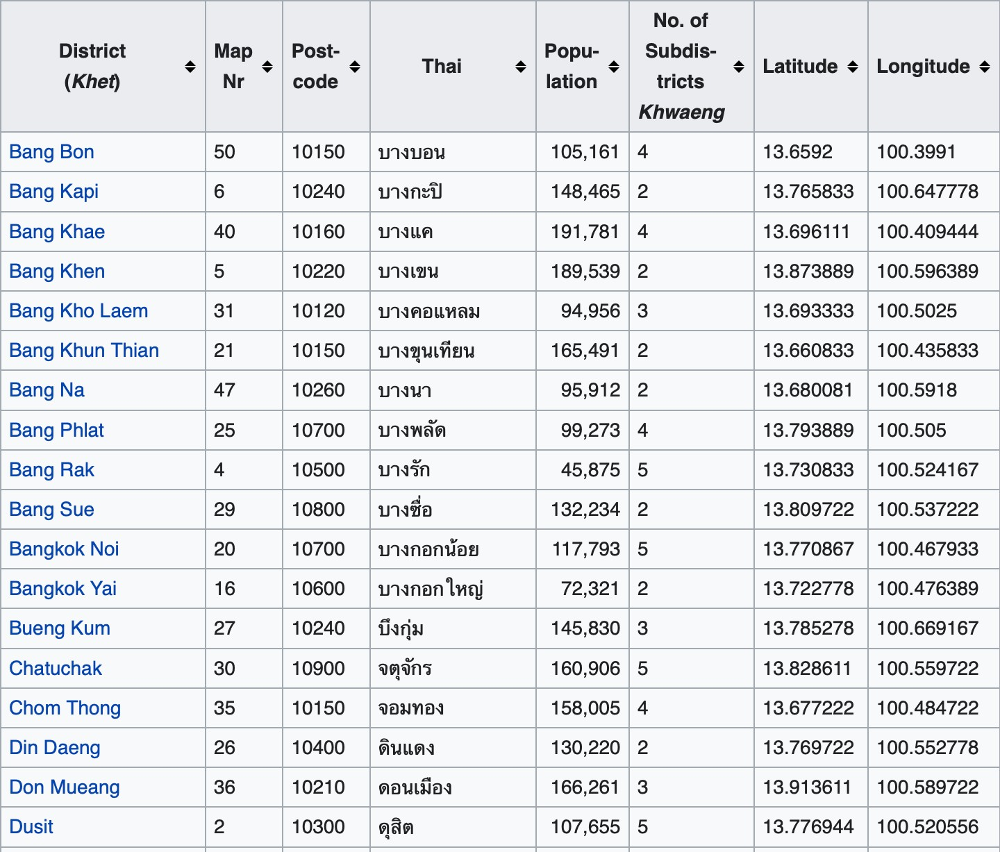 District Map Post- Thai Popu- No. of Subdis- Latitude Longitude
(Khet) Nr code lation tricts Khwaeng
Bang Bon 50 10150 บางบอน 105,161 4 13.6592 100.3991
Bang Kapi 6 10240 บางกะปิ 148,465 2 13.765833 100.647778
Bang Khae 40 10160 บางแค 191,781 4 13.696111 100.409444
Bang Khen 5 10220 บางเขน 189,539 2 13.873889 100.596389
Bang Kho Laem 31 10120 บางคอแหลม 94,956 3 13.693333 100.5025
Bang Khun Thian 21 10150 บางขุนเทียน 165,491 2 13.660833 100.435833
Bang Na 47 10260 บางนา 95,912 2 13.680081 100.5918
Bang Phlat 25 10700 บางพลัด 99,273 4 13.793889 100.505
Bang Rak 4 10500 บางรัก 45,875 5 13.730833 100.524167
Bang Sue 29 10800 บางซื่อ 132,234 2 13.809722 100.537222
Bangkok Noi 20 10700 บางกอกน้อย 117,793 5 13.770867 100.467933
Bangkok Yai 16 10600 บางกอกใหญ่ 72,321 2 13.722778 100.476389
Bueng Kum 27 10240 บึงกุ่ม 145,830 3 13.785278 100.669167
Chatuchak 30 10900 จตุจักร 160,906 5 13.828611 100.559722
Chom Thong 35 10150 จอมทอง 158,005 4 13.677222 100.484722
Din Daeng 26 10400 ดินแดง 130,220 2 13.769722 100.552778
Don Mueang 36 10210 ดอนเมือง 166,261 3 13.913611 100.589722
Dusit 2 10300 ดุสิต 107,655 5 13.776944 100.520556